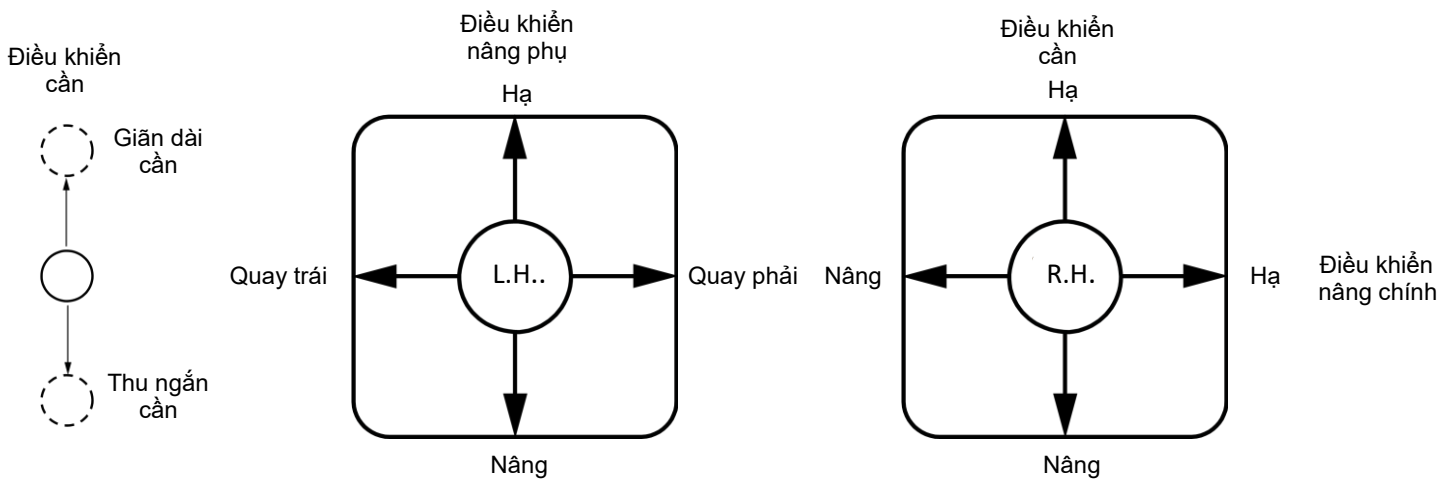 Điều khiển
cần
Giãn dài
cần
Thu ngắn
cần
Điều khiển
nâng phụ
Hạ
Quay trái
L.H..
Quay phải
Nâng
Điều khiển
cần
Hạ
Nâng
R.H.
Hạ
Điều khiển
nâng chính
Nâng